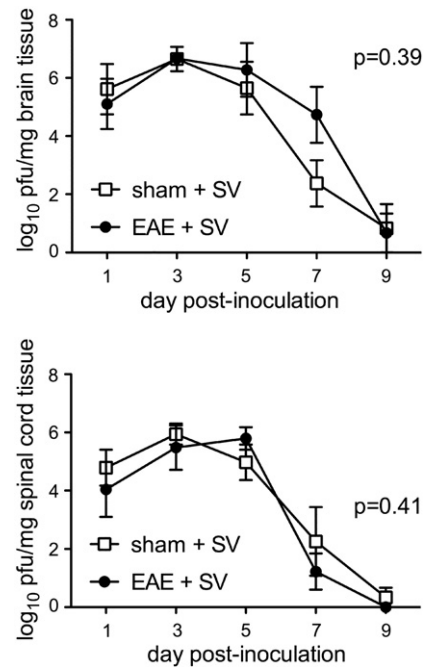 log10 pfu/mg brain tissue
8
6
4
2
0
p=0.39
sham + SV
EAE + SV
1 3 5 7 9
day post-inoculation
log10 pfu/mg spinal cord tissue
8
6
4
2
0
p=0.41
sham + SV
EAE + SV
1 3 5 7 9
day post-inoculation